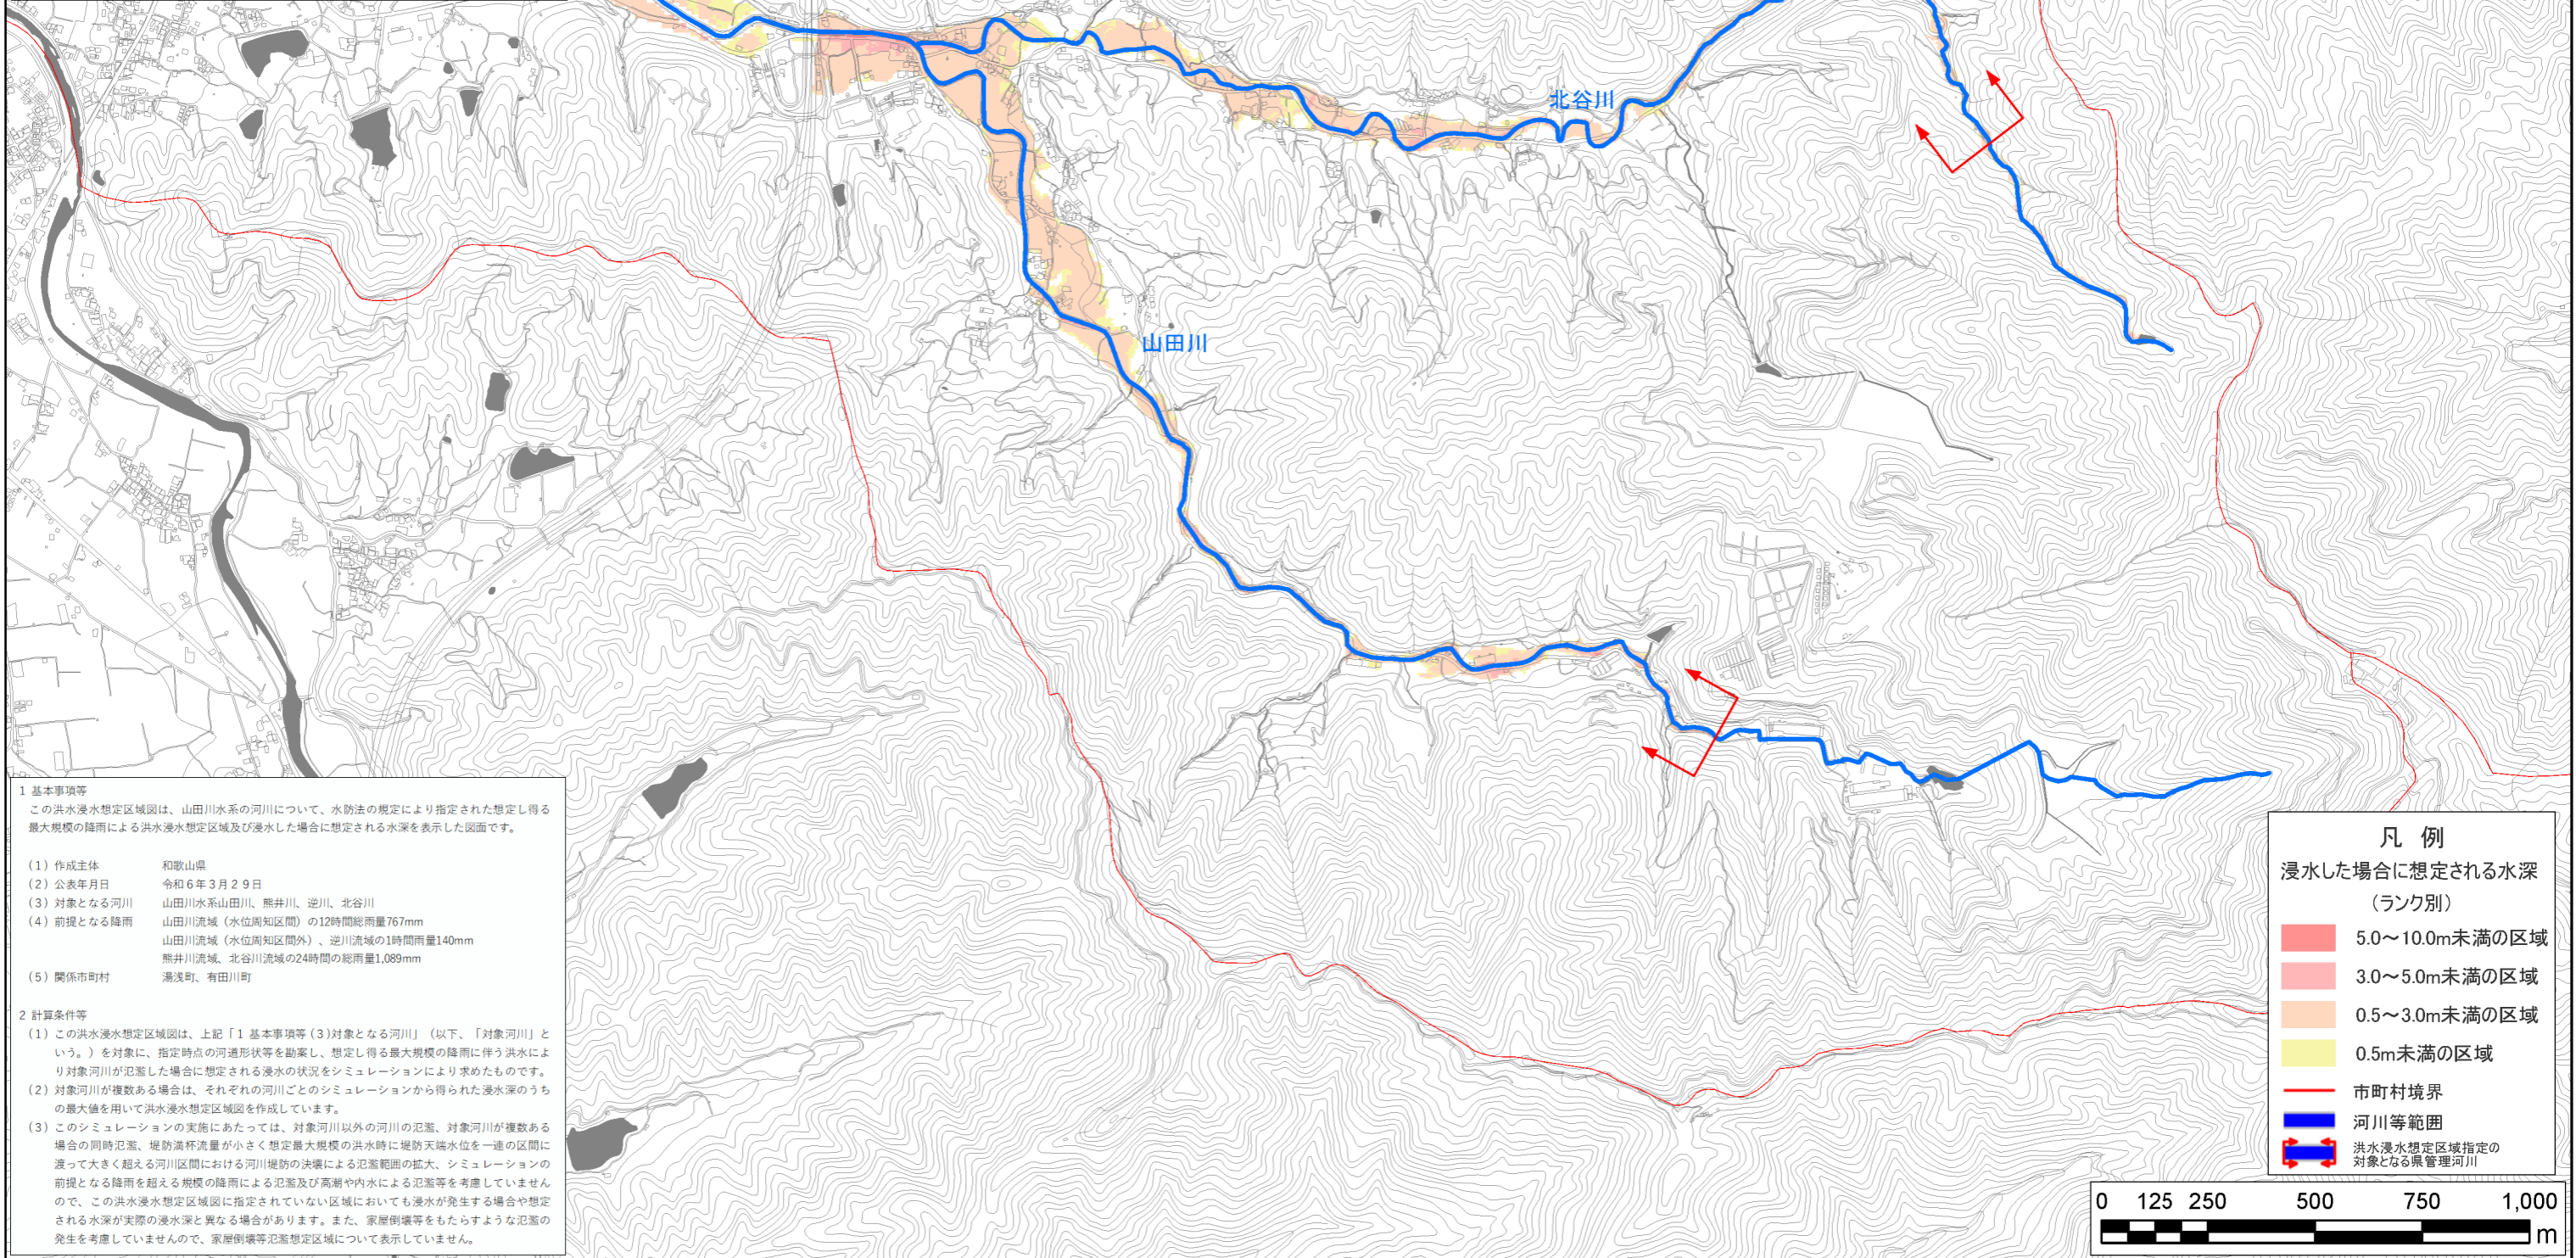 北谷川
山田川
1 基本事項等
この洪水浸水想定区域図は、山田川水系の河川について、水防法の規定により指定された想定し得る
最大規模の降雨による洪水浸水想定区域及び浸水した場合に想定される水深を表示した図面です。
（1）作成主体　和歌山県
（2）公表年月日　令和６年３月２９日
（3）対象となる河川　山田川水系山田川、熊井川、逆川、北谷川
（4）前提となる降雨　山田川流域（水位周知区間）の12時間総雨量767mm
山田川流域（水位周知区間外）、逆川流域の1時間雨量140mm
熊井川流域、北谷川流域の24時間の総雨量1,089mm
（5）関係市町村　湯浅町、有田川町
2 計算条件等
（1）この洪水浸水想定区域図は、上記「1 基本事項等(3)対象となる河川」（以下、「対象河川」と
いう。）を対象に、指定時点の河道形状等を勘案し、想定し得る最大規模の降雨に伴う洪水によ
り対象河川が氾濫した場合に想定される浸水の状況をシミュレーションにより求めたものです。
（2）対象河川が複数ある場合は、それぞれの河川ごとのシミュレーションから得られた浸水深のうち
の最大値を用いて洪水浸水想定区域図を作成しています。
（3）このシミュレーションの実施にあたっては、対象河川以外の河川の氾濫、対象河川が複数ある
場合の同時氾濫、堤防満杯流量が小さく想定最大規模の洪水時に堤防天端水位を一連の区間に
渡って大きく超える河川区間における河川堤防の決壊による氾濫範囲の拡大、シミュレーションの
前提となる降雨を超える規模の降雨による氾濫及び高潮や内水による氾濫等を考慮していません
ので、この洪水浸水想定区域図に指定されていない区域においても浸水が発生する場合や想定
される水深が実際の浸水深と異なる場合があります。また、家屋倒壊等をもたらすような氾濫の
発生を考慮していませんので、家屋倒壊等氾濫想定区域について表示していません。
凡 例
浸水した場合に想定される水深
（ランク別）
5.0～10.0m未満の区域
3.0～5.0m未満の区域
0.5～3.0m未満の区域
0.5m未満の区域
市町村境界
河川等範囲
洪水浸水想定区域指定の
対象となる県管理河川
0 125 250 500 750 1,000
m